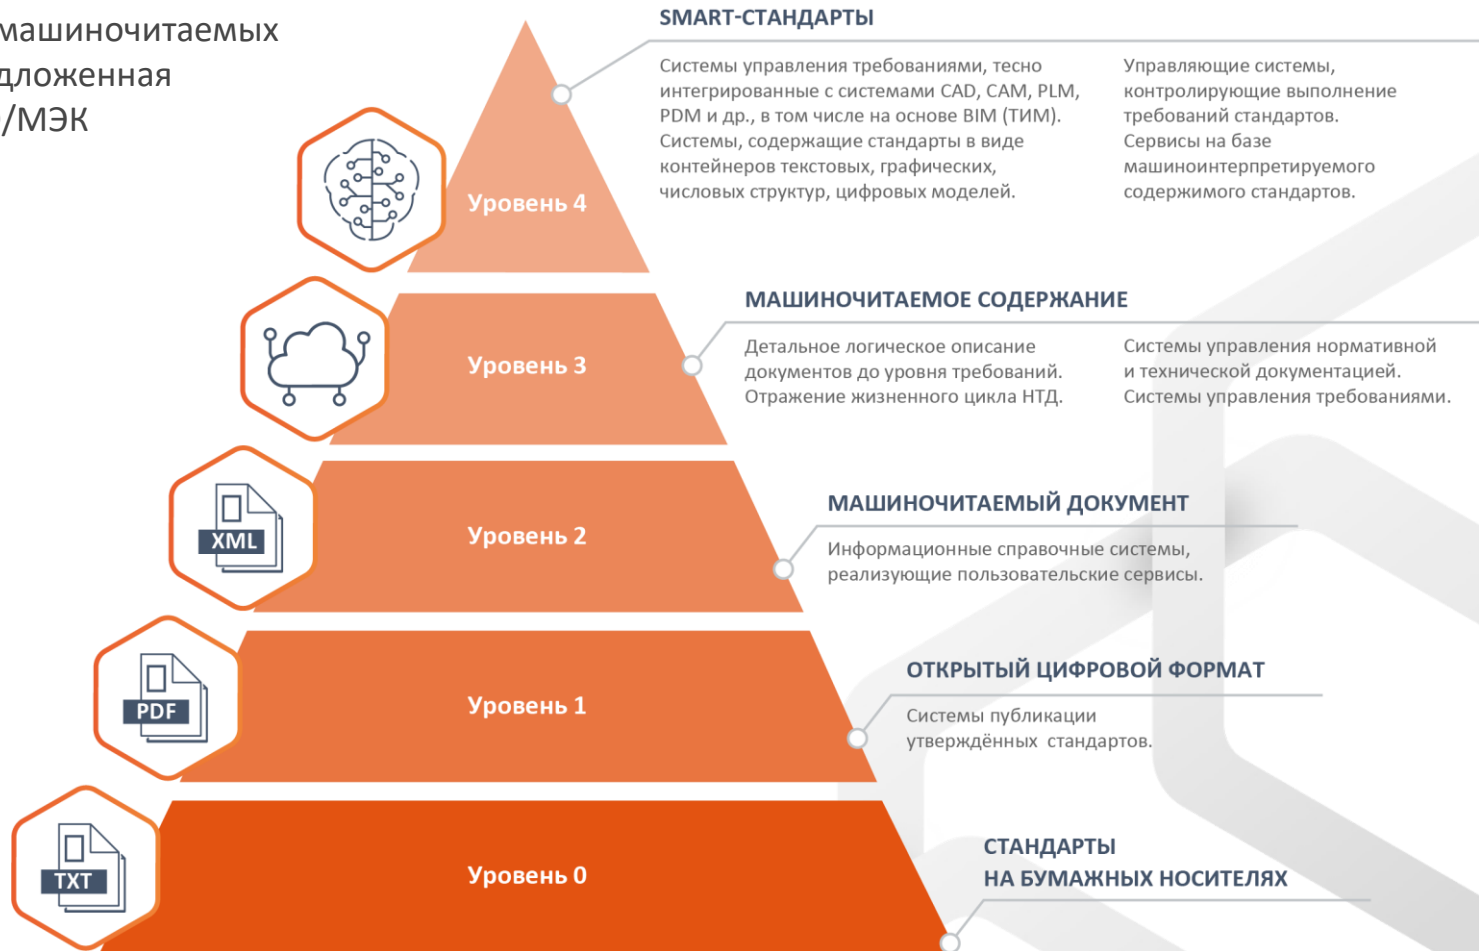 машиночитаемых
дложенная
/МЭК
SMART-СТАНДАРТЫ
Системы управления требованиями, тесно
интегрированные с системами CAD, CAM, PLM,
PDM и др., в том числе на основе BIM (ТИМ).
Системы, содержащие стандарты в виде
контейнеров текстовых, графических,
числовых структур, цифровых моделей.
Управляющие системы,
контролирующие выполнение
требований стандартов.
Сервисы на базе
машиноинтерпретируемого
содержимого стандартов.
Уровень 4
МАШИНОЧИТАЕМОЕ СОДЕРЖАНИЕ
Детальное логическое описание
документов до уровня требований.
Отражение жизненного цикла НТД.
Системы управления нормативной
и технической документацией.
Системы управления требованиями.
Уровень 3
МАШИНОЧИТАЕМЫЙ ДОКУМЕНТ
Информационные справочные системы,
реализующие пользовательские сервисы.
XML
Уровень 2
ОТКРЫТЫЙ ЦИФРОВОЙ ФОРМАТ
Системы публикации
утверждённых стандартов.
PDF
Уровень 1
СТАНДАРТЫ
НА БУМАЖНЫХ НОСИТЕЛЯХ
TXT
Уровень 0